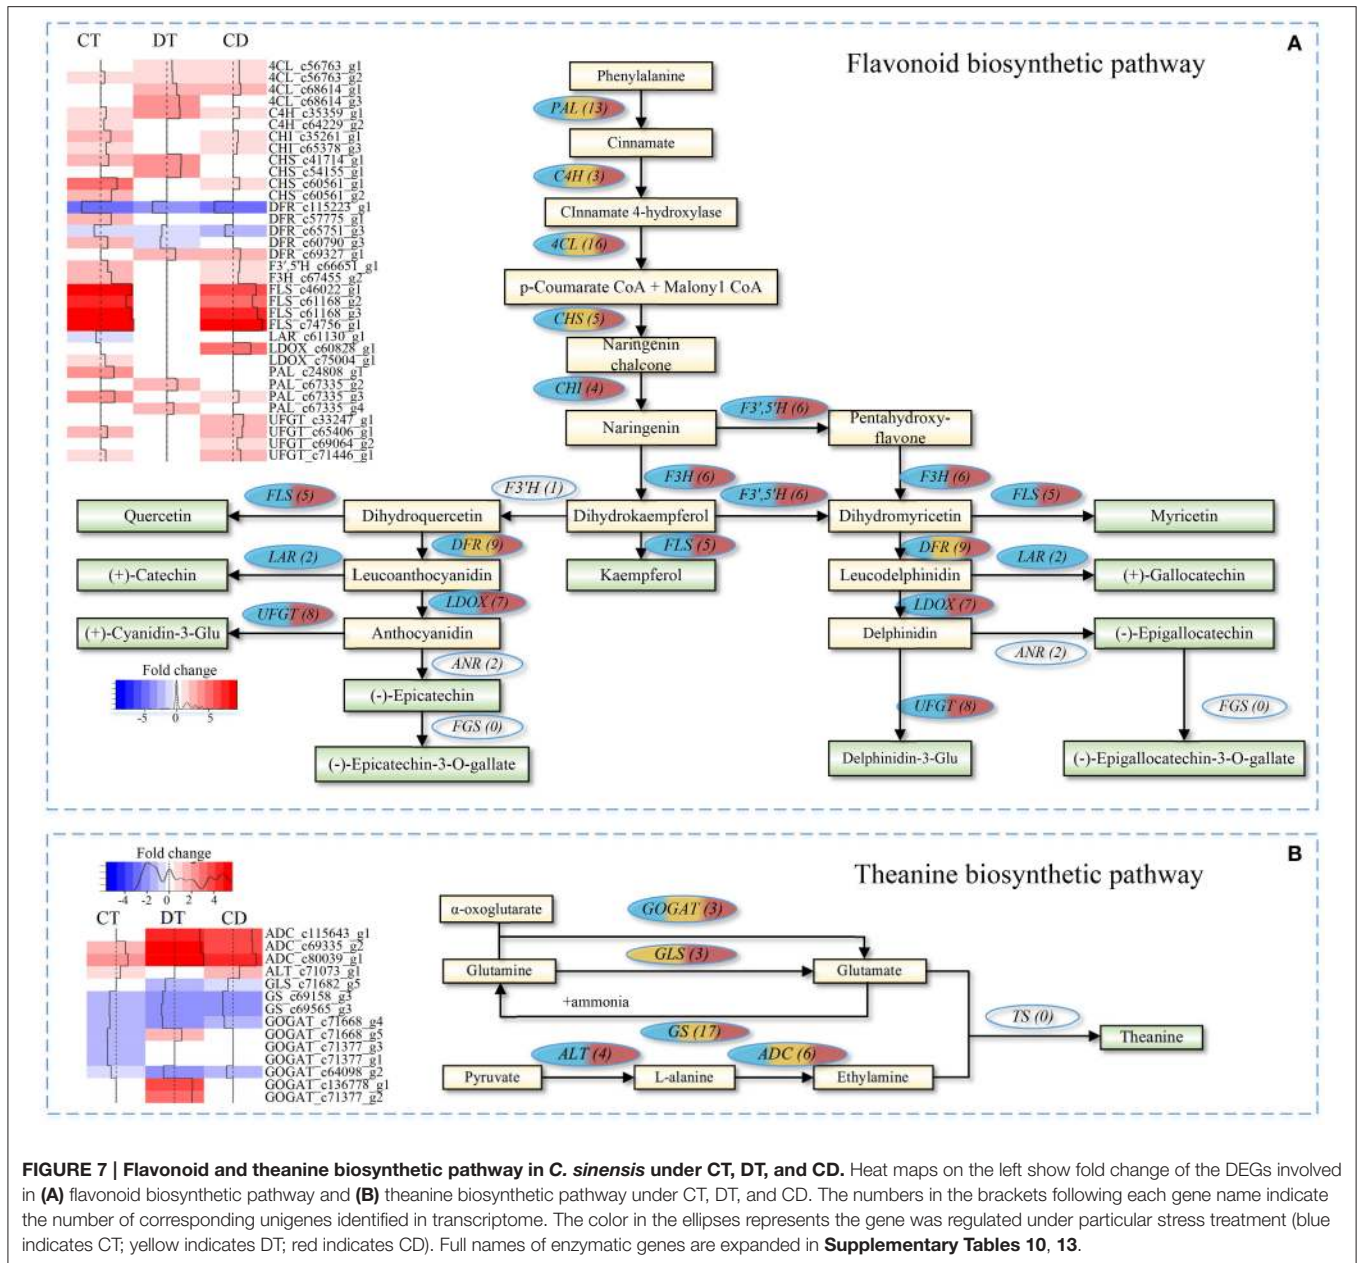 A
Flavonoid biosynthetic pathway
CT DT CD
4CL_c56763_g1
4CL_c56763_g2
4CL_c68614_g1
4CL_c68614_g3
C4H_c35359_g1
C4H_c64229_g2
CHI_c35261_g1
CHI_c65378_g3
CHS_c41714_g1
CHS_c54155_g1
CHS_c60561_g1
CHS_c60561_g2
DFR_c115223_g1
DFR_c57775_g1
DFR_c65751_g3
DFR_c60790_g3
DFR_c69327_g1
F3',5'H_c66651_g1
F3H_c67455_g2
FLS_c46022_g1
FLS_c61168_g2
FLS_c61168_g3
FLS_c74756_g1
LAR_c61130_g1
LDOX_c60828_g1
LDOX_c75004_g1
PAL_c24808_g1
PAL_c67335_g2
PAL_c67335_g3
PAL_c67335_g4
UFGT_c33247_g1
UFGT_c65406_g1
UFGT_c69064_g2
UFGT_c71446_g1
Phenylalanine
PAL (13)
Cinnamate
C4H (3)
CInnamate 4-hydroxylase
4CL (16)
p-Coumarate CoA + Malony1 CoA
CHS (5)
Naringenin
chalcone
CHI (4)
F3',5'H (6)
Naringenin
Pentahydroxy-
flavone
F3H (6)
F3H (6)
FLS (5)
F3'H (1)
F3',5'H (6)
FLS (5)
Quercetin
Dihydroquercetin
Dihydrokaempferol
Dihydromyricetin
Myricetin
DFR (9)
FLS (5)
DFR (9)
LAR (2)
LAR (2)
(+)-Catechin
Leucoanthocyanidin
Kaempferol
Leucodelphinidin
(+)-Gallocatechin
LDOX (7)
LDOX (7)
UFGT (8)
(+)-Cyanidin-3-Glu
Anthocyanidin
Delphinidin
(-)-Epigallocatechin
ANR (2)
ANR (2)
Fold change
-5 0 5
(-)-Epicatechin
UFGT (8)
FGS (0)
FGS (0)
(-)-Epicatechin-3-O-gallate
Delphinidin-3-Glu
(-)-Epigallocatechin-3-O-gallate
B
Theanine biosynthetic pathway
Fold change
-4 -2 0 2 4
CT DT CD
ADC_c115643_g1
ADC_c69335_g2
ADC_c80039_g1
ALT_c71073_g1
GLS_c71682_g5
GS_c69158_g3
GS_c69565_g3
GOGAT_c71668_g4
GOGAT_c71668_g5
GOGAT_c71377_g3
GOGAT_c71377_g1
GOGAT_c64098_g2
GOGAT_c136778_g1
GOGAT_c71377_g2
α-oxoglutarate
GOGAT (3)
GLS (3)
Glutamine
Glutamate
+ammonia
GS (17)
TS (0)
Theanine
ALT (4)
ADC (6)
Pyruvate
L-alanine
Ethylamine
FIGURE 7 | Flavonoid and theanine biosynthetic pathway in C. sinensis under CT, DT, and CD. Heat maps on the left show fold change of the DEGs involved
in (A) flavonoid biosynthetic pathway and (B) theanine biosynthetic pathway under CT, DT, and CD. The numbers in the brackets following each gene name indicate
the number of corresponding unigenes identified in transcriptome. The color in the ellipses represents the gene was regulated under particular stress treatment (blue
indicates CT; yellow indicates DT; red indicates CD). Full names of enzymatic genes are expanded in Supplementary Tables 10, 13.